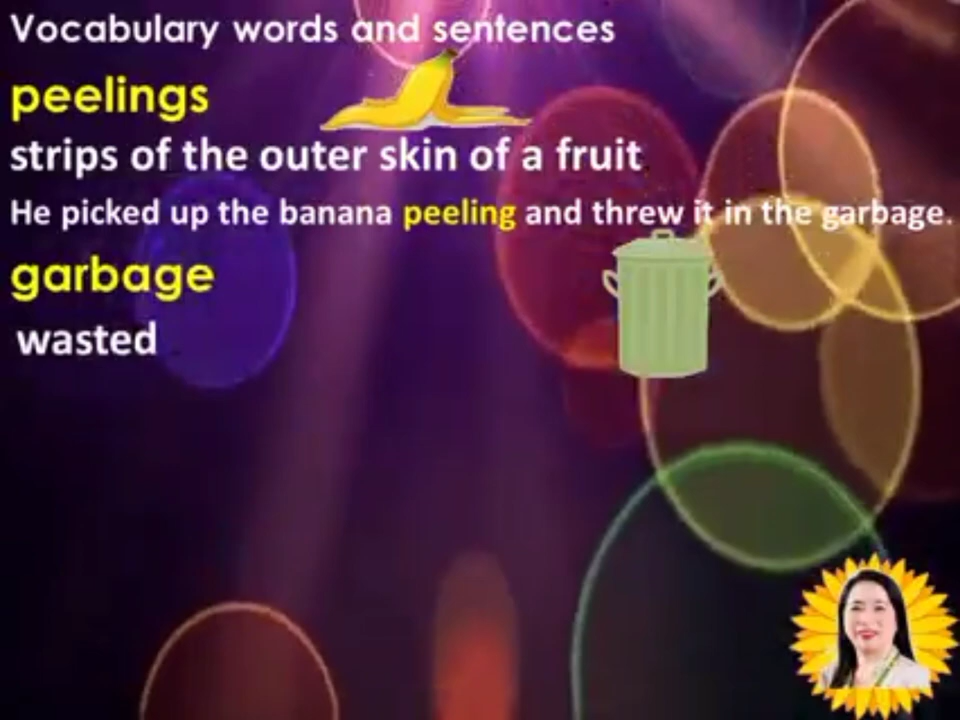 Vocabulary words and sentences
peelings
strips of the outer skin of a fruit
He picked up the banana peeling and threw it in the garbage.
garbage
wasted